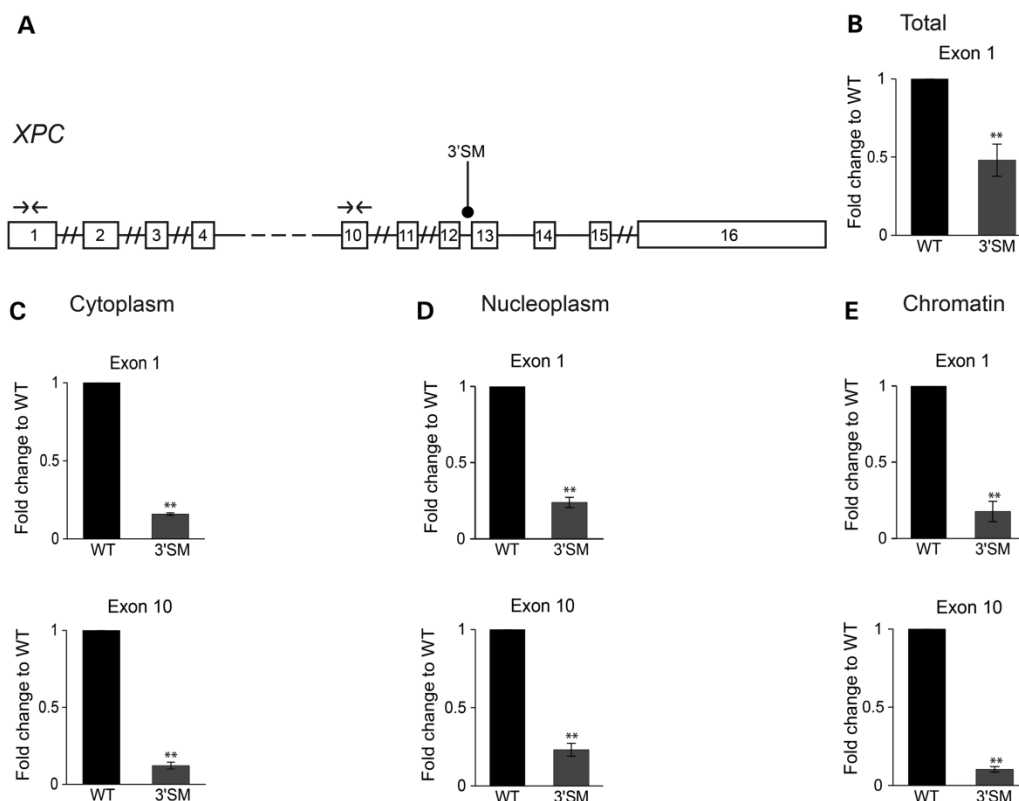 A
XPC
3'SM
1 2 3 4 10 11 12 13 14 15 16
B Total
Exon 1
Fold change to WT
1
0.5
0
**
WT 3'SM
C Cytoplasm
Exon 1
Fold change to WT
1
0.5
0
**
WT 3'SM
Exon 10
Fold change to WT
1
0.5
0
**
WT 3'SM
D Nucleoplasm
Exon 1
Fold change to WT
1
0.5
0
**
WT 3'SM
Exon 10
Fold change to WT
1
0.5
0
**
WT 3'SM
E Chromatin
Exon 1
Fold change to WT
1
0.5
0
**
WT 3'SM
Exon 10
Fold change to WT
1
0.5
0
**
WT 3'SM